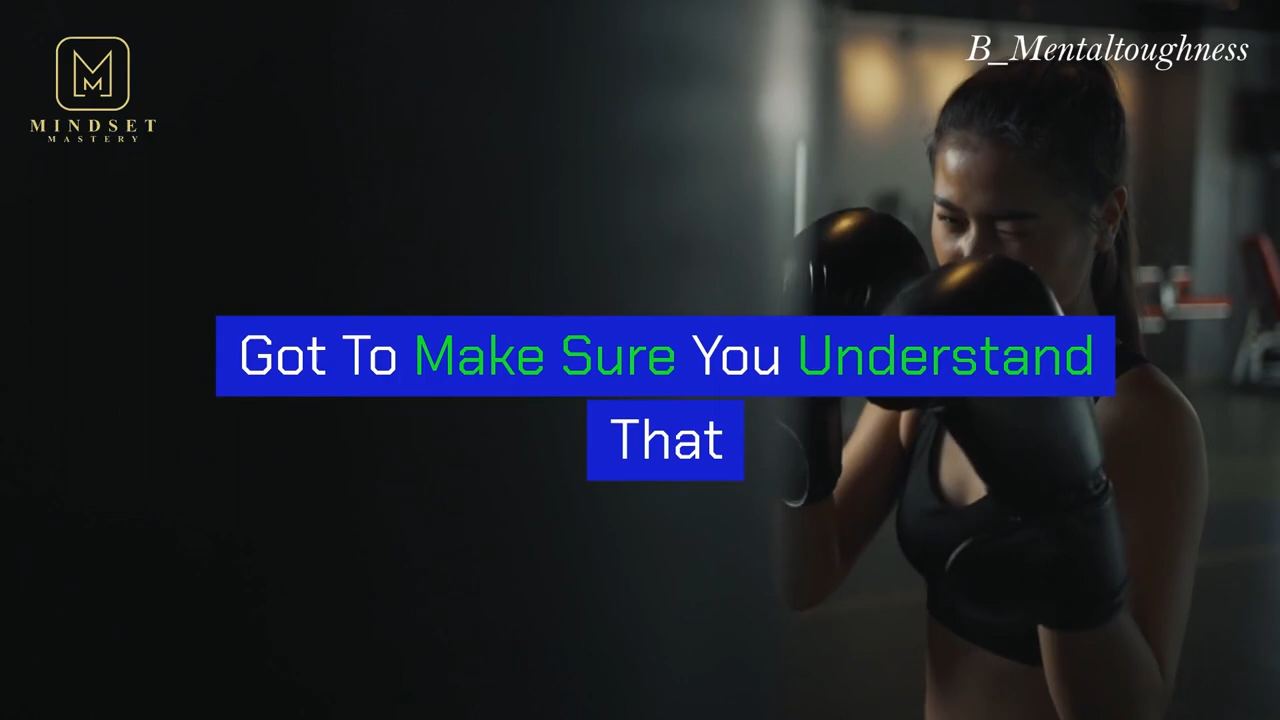 B_Mentaltoughness
M
MINDSET
MASTERY
Got To Make Sure You Understand
That